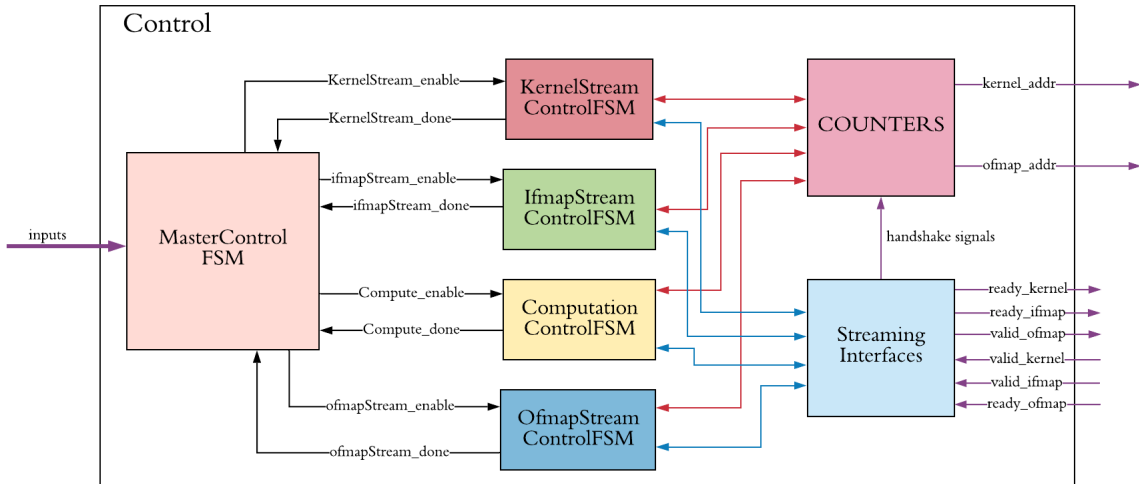 Control
KernelStream_enable
KernelStream
ControlFSM
KernelStream_done
COUNTERS
kernel_addr
ofmap_addr
ifmapStream_enable
ifmapStream_done
IfmapStream
ControlFSM
inputs
MasterControl
FSM
handshake signals
Compute_enable
Compute_done
Computation
ControlFSM
Streaming
Interfaces
ready_kernel
ready_ifmap
valid_ofmap
valid_kernel
valid_ifmap
ready_ofmap
ofmapStream_enable
ofmapStream_done
OfmapStream
ControlFSM